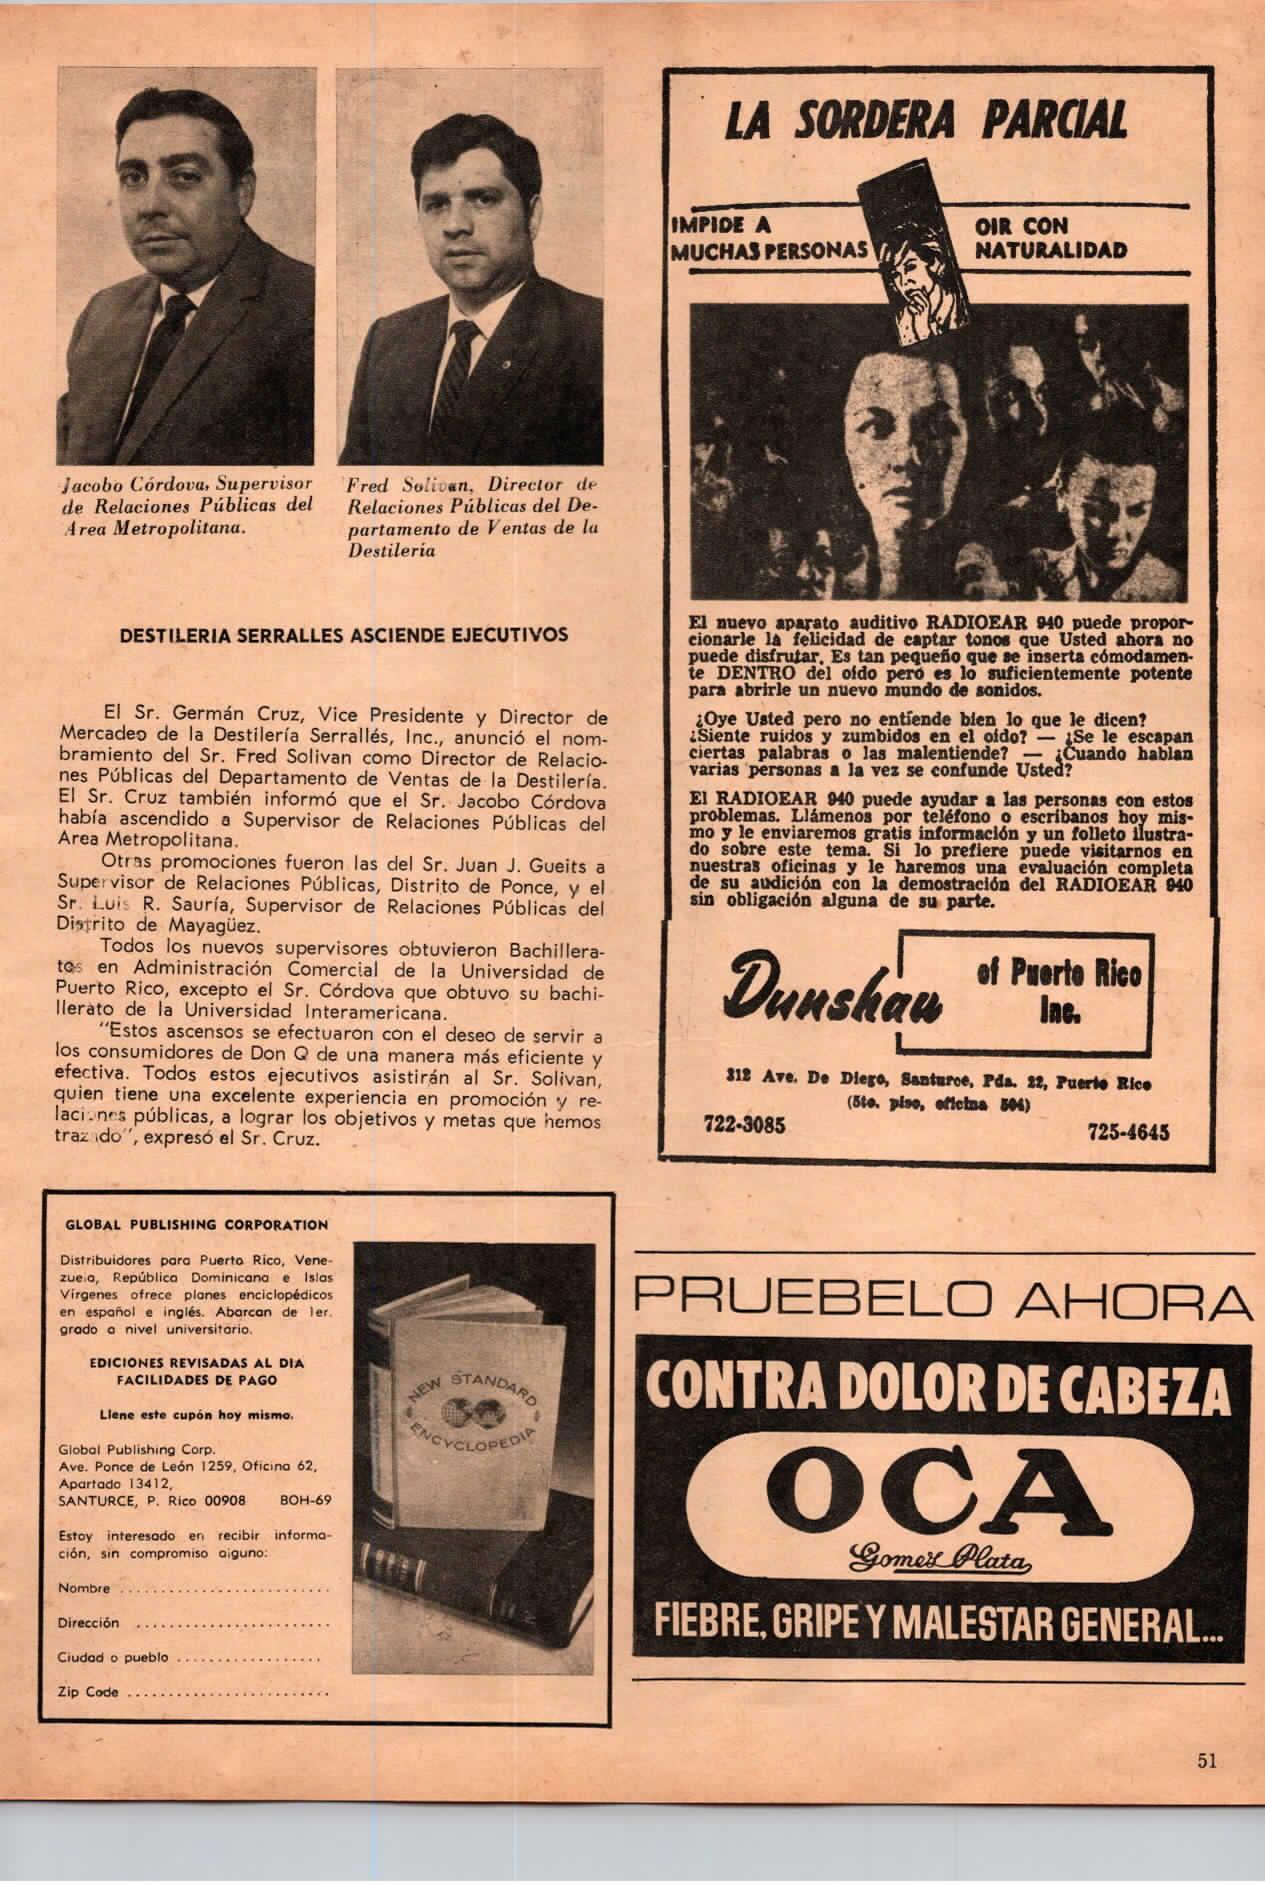 Jacobo Córdova, Supervisor
de Relaciones Públicas del
Area Metropolitana.
Fred Solivan, Director de
Relaciones Públicas del De-
partamento de Ventas de la
Destilería
DESTILERIA SERRALLES ASCIENDE EJECUTIVOS
El Sr. Germán Cruz, Vice Presidente y Director de
Mercadeo de la Destilería Serrallés, Inc., anunció el nom-
bramiento del Sr. Fred Solivan como Director de Relacio-
nes Públicas del Departamento de Ventas de la Destilería.
El Sr. Cruz también informó que el Sr. Jacobo Córdova
había ascendido a Supervisor de Relaciones Públicas del
Area Metropolitana.
Otras promociones fueron las del Sr. Juan J. Gueits a
Supervisor de Relaciones Públicas, Distrito de Ponce, y el
Sr. Luis R. Sauría, Supervisor de Relaciones Públicas del
Distrito de Mayagüez.
Todos los nuevos supervisores obtuvieron Bachillera-
tos en Administración Comercial de la Universidad de
Puerto Rico, excepto el Sr. Córdova que obtuvo su bachi-
llerato de la Universidad Interamericana.
"Estos ascensos se efectuaron con el deseo de servir a
los consumidores de Don Q de una manera más eficiente y
efectiva. Todos estos ejecutivos asistirán al Sr. Solivan,
quien tiene una excelente experiencia en promoción y re-
laciones públicas, a lograr los objetivos y metas que hemos
trazado", expresó el Sr. Cruz.
GLOBAL PUBLISHING CORPORATION
Distribuidores para Puerto Rico, Vene-
zuela, República Dominicana e Islas
Vírgenes ofrece planes enciclopédicos
en español e inglés. Abarcan de 1er.
grado a nivel universitario.
EDICIONES REVISADAS AL DIA
FACILIDADES DE PAGO
Llene este cupón hoy mismo.
Global Publishing Corp.
Ave. Ponce de León 1259, Oficina 62,
Apartado 13412,
SANTURCE, P. Rico 00908 BOH-69
Estoy interesado en recibir informa-
ción, sin compromiso alguno:
Nombre ..........................
Dirección ........................
Ciudad o pueblo ..................
Zip Code .........................
NEW STANDARD
ENCYCLOPEDIA
LA SORDERA PARCIAL
IMPIDE A
MUCHAS PERSONAS
OIR CON
NATURALIDAD
El nuevo aparato auditivo RADIOEAR 940 puede propor-
cionarle la felicidad de captar tonos que Usted ahora no
puede disfrutar. Es tan pequeño que se inserta cómodamen-
te DENTRO del oído pero es lo suficientemente potente
para abrirle un nuevo mundo de sonidos.
¿Oye Usted pero no entiende bien lo que le dicen?
¿Siente ruidos y zumbidos en el oído? — ¿Se le escapan
ciertas palabras o las malentiende? — ¿Cuando hablan
varias personas a la vez se confunde Usted?
El RADIOEAR 940 puede ayudar a las personas con estos
problemas. Llámenos por teléfono o escribanos hoy mis-
mo y le enviaremos gratis información y un folleto ilustra-
do sobre este tema. Si lo prefiere puede visitarnos en
nuestras oficinas y le haremos una evaluación completa
de su audición con la demostración del RADIOEAR 940
sin obligación alguna de su parte.
Dunshaw
of Puerto Rico
Inc.
312 Ave. De Diego, Santurce, Pda. 22, Puerto Rico
(5to. piso, oficina 504)
722-3085
725-4645
PRUEBELO AHORA
CONTRA DOLOR DE CABEZA
OCA
Gomez Plata
FIEBRE, GRIPE Y MALESTAR GENERAL...
51